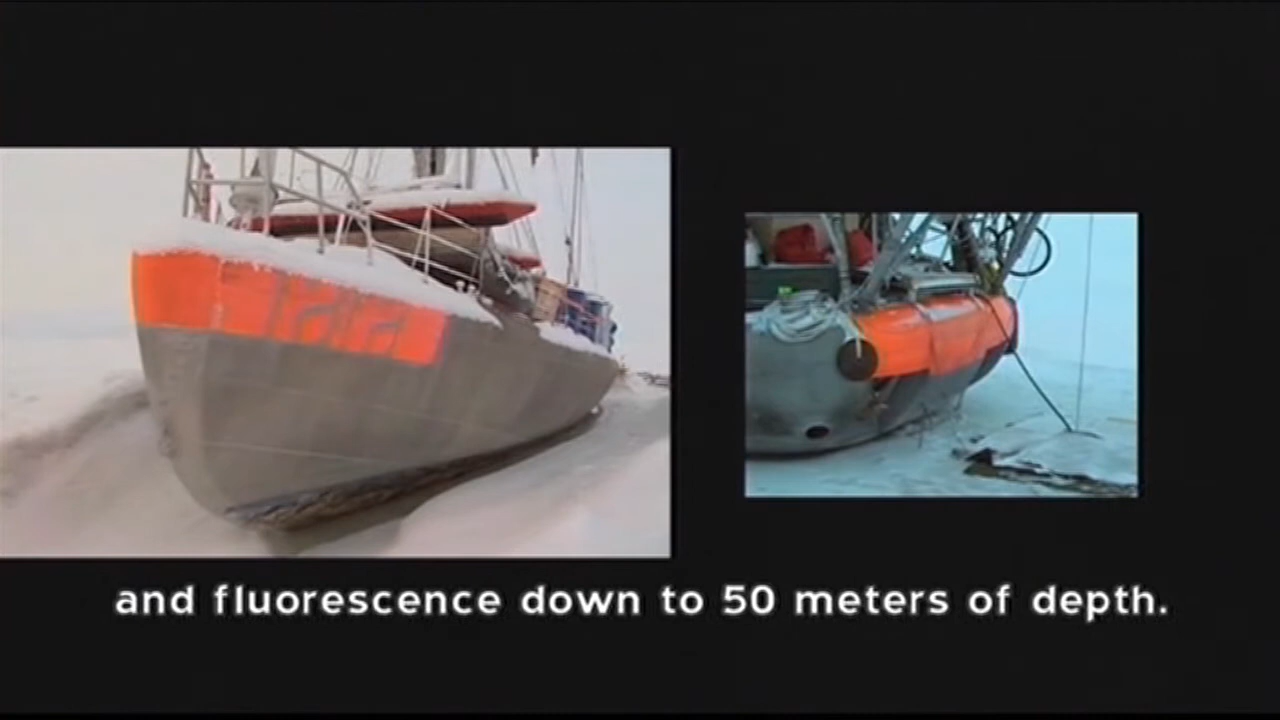 and fluorescence down to 50 meters of depth.